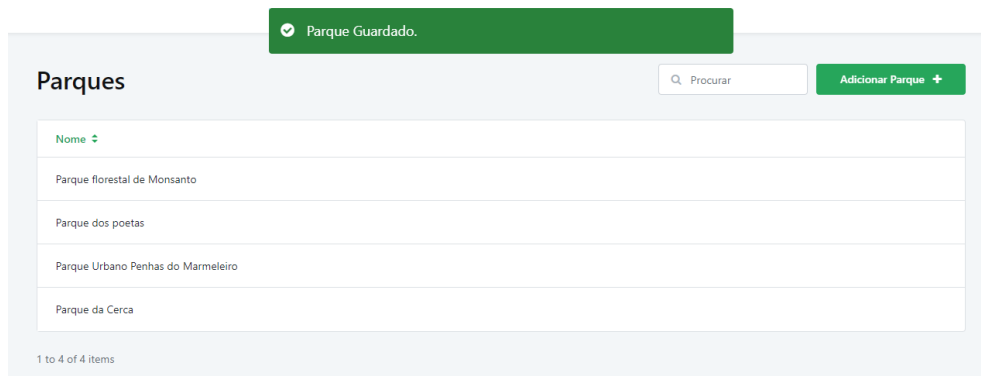 Parque Guardado.
Parques
Procurar
Adicionar Parque +
Nome
Parque florestal de Monsanto
Parque dos poetas
Parque Urbano Penhas do Marmeleiro
Parque da Cerca
1 to 4 of 4 items